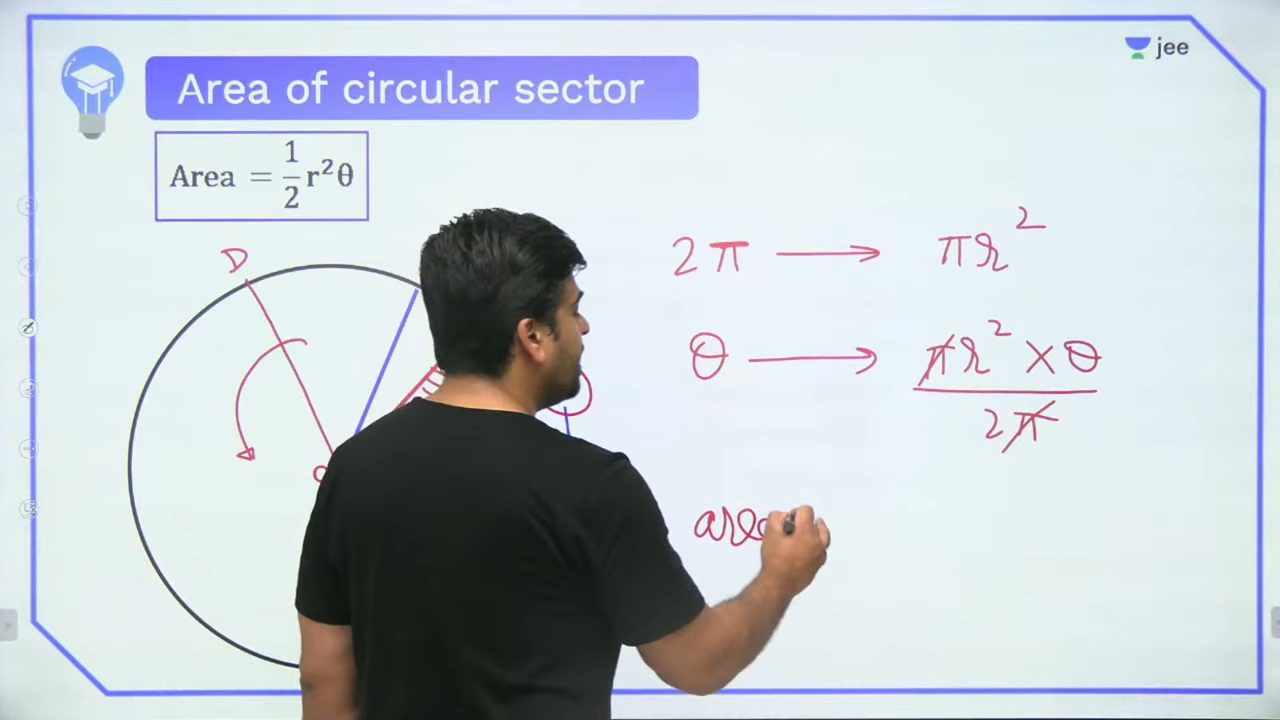 jee
Area of circular sector
Area = 1/2 r²θ
D
2π → πr²
θ → πr² × θ / 2π
area